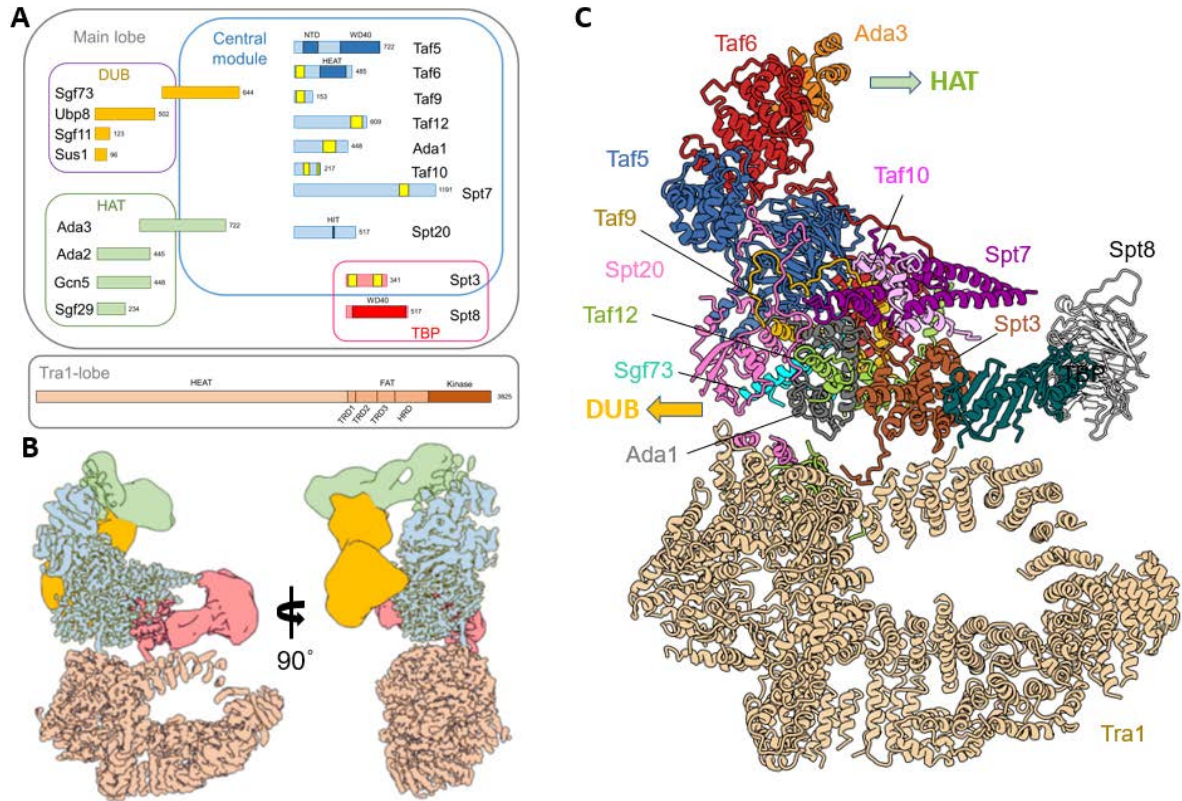 A
Main lobe
DUB
Sgf73 644
Ubp8 502
Sgf11 123
Sus1 96
HAT
Ada3 722
Ada2 445
Gcn5 448
Sgf29 234
Central
module
NTD WD40
722 Taf5
HEAT
485 Taf6
153 Taf9
609 Taf12
448 Ada1
217 Taf10
1191 Spt7
HIT
517 Spt20
341 Spt3
WD40
517 Spt8
TBP
Tra1-lobe
HEAT FAT Kinase
3825
TRD1 TRD2 TRD3 HRD
B
90°
C
Taf6
Ada3
HAT
Taf5
Taf10
Taf9
Spt7
Spt8
Spt20
Taf12
Spt3
Sgf73
TBP
DUB
Ada1
Tra1